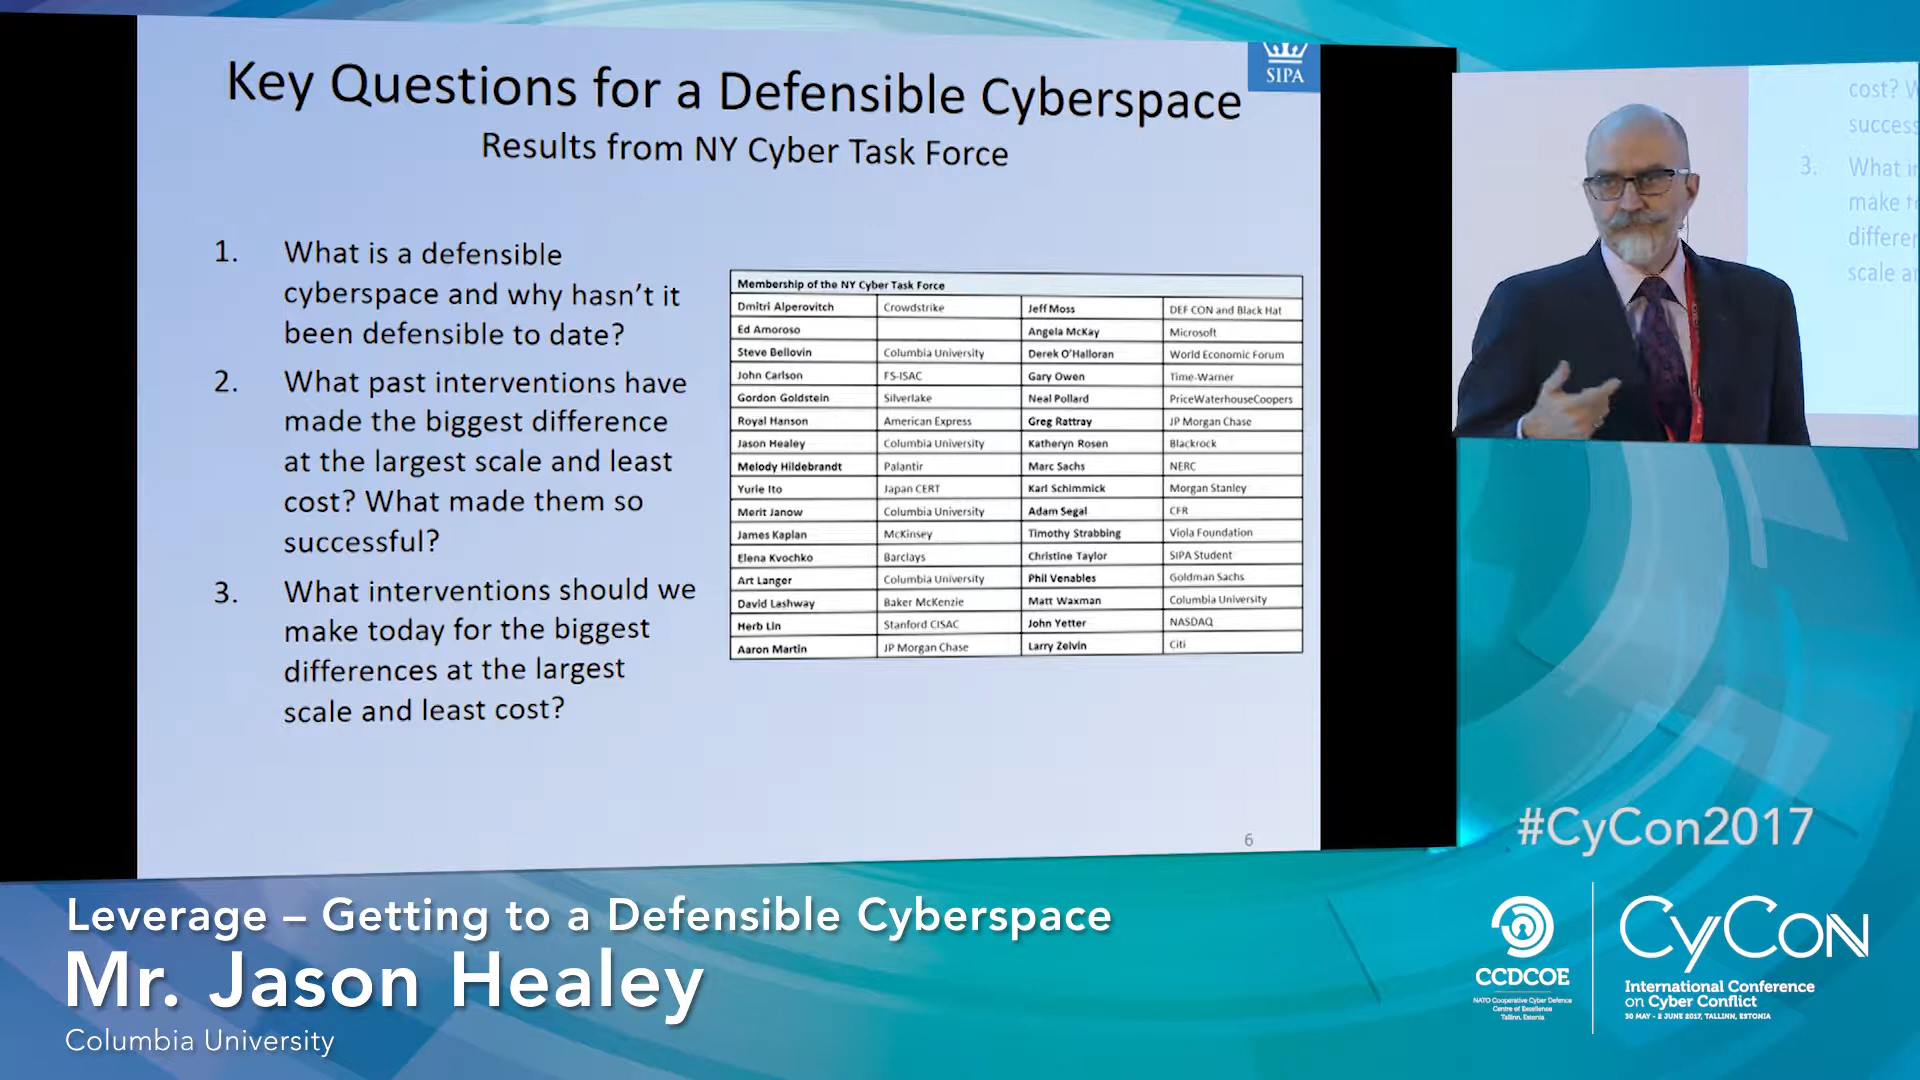 Key Questions for a Defensible Cyberspace
Results from NY Cyber Task Force
SIPA
1. What is a defensible
cyberspace and why hasn't it
been defensible to date?
2. What past interventions have
made the biggest difference
at the largest scale and least
cost? What made them so
successful?
3. What interventions should we
make today for the biggest
differences at the largest
scale and least cost?
Membership of the NY Cyber Task Force
Dmitri Alperovitch Crowdstrike Jeff Moss DEF CON and Black Hat
Ed Amoroso Angela McKay Microsoft
Steve Bellovin Columbia University Derek O'Halloran World Economic Forum
John Carlson FS-ISAC Gary Owen Time-Warner
Gordon Goldstein Silverlake Neal Pollard PriceWaterhouseCoopers
Royal Hanson American Express Greg Rattray JP Morgan Chase
Jason Healey Columbia University Katheryn Rosen Blackrock
Melody Hildebrandt Palantir Marc Sachs NERC
Yurie Ito Japan CERT Karl Schimmick Morgan Stanley
Merit Janow Columbia University Adam Segal CFR
James Kaplan McKinsey Timothy Strabbing Viola Foundation
Elena Kvochko Barclays Christine Taylor SIPA Student
Art Langer Columbia University Phil Venables Goldman Sachs
David Lashway Baker McKenzie Matt Waxman Columbia University
Herb Lin Stanford CISAC John Yetter NASDAQ
Aaron Martin JP Morgan Chase Larry Zelvin Citi
6
cost?
success
3. What
make
differe
scale
#CyCon2017
Leverage – Getting to a Defensible Cyberspace
Mr. Jason Healey
Columbia University
CCDCOE
NATO Cooperative Cyber Defence
Centre of Excellence
Tallinn, Estonia
CyCon
International Conference
on Cyber Conflict
30 MAY - 2 JUNE 2017, TALLINN, ESTONIA